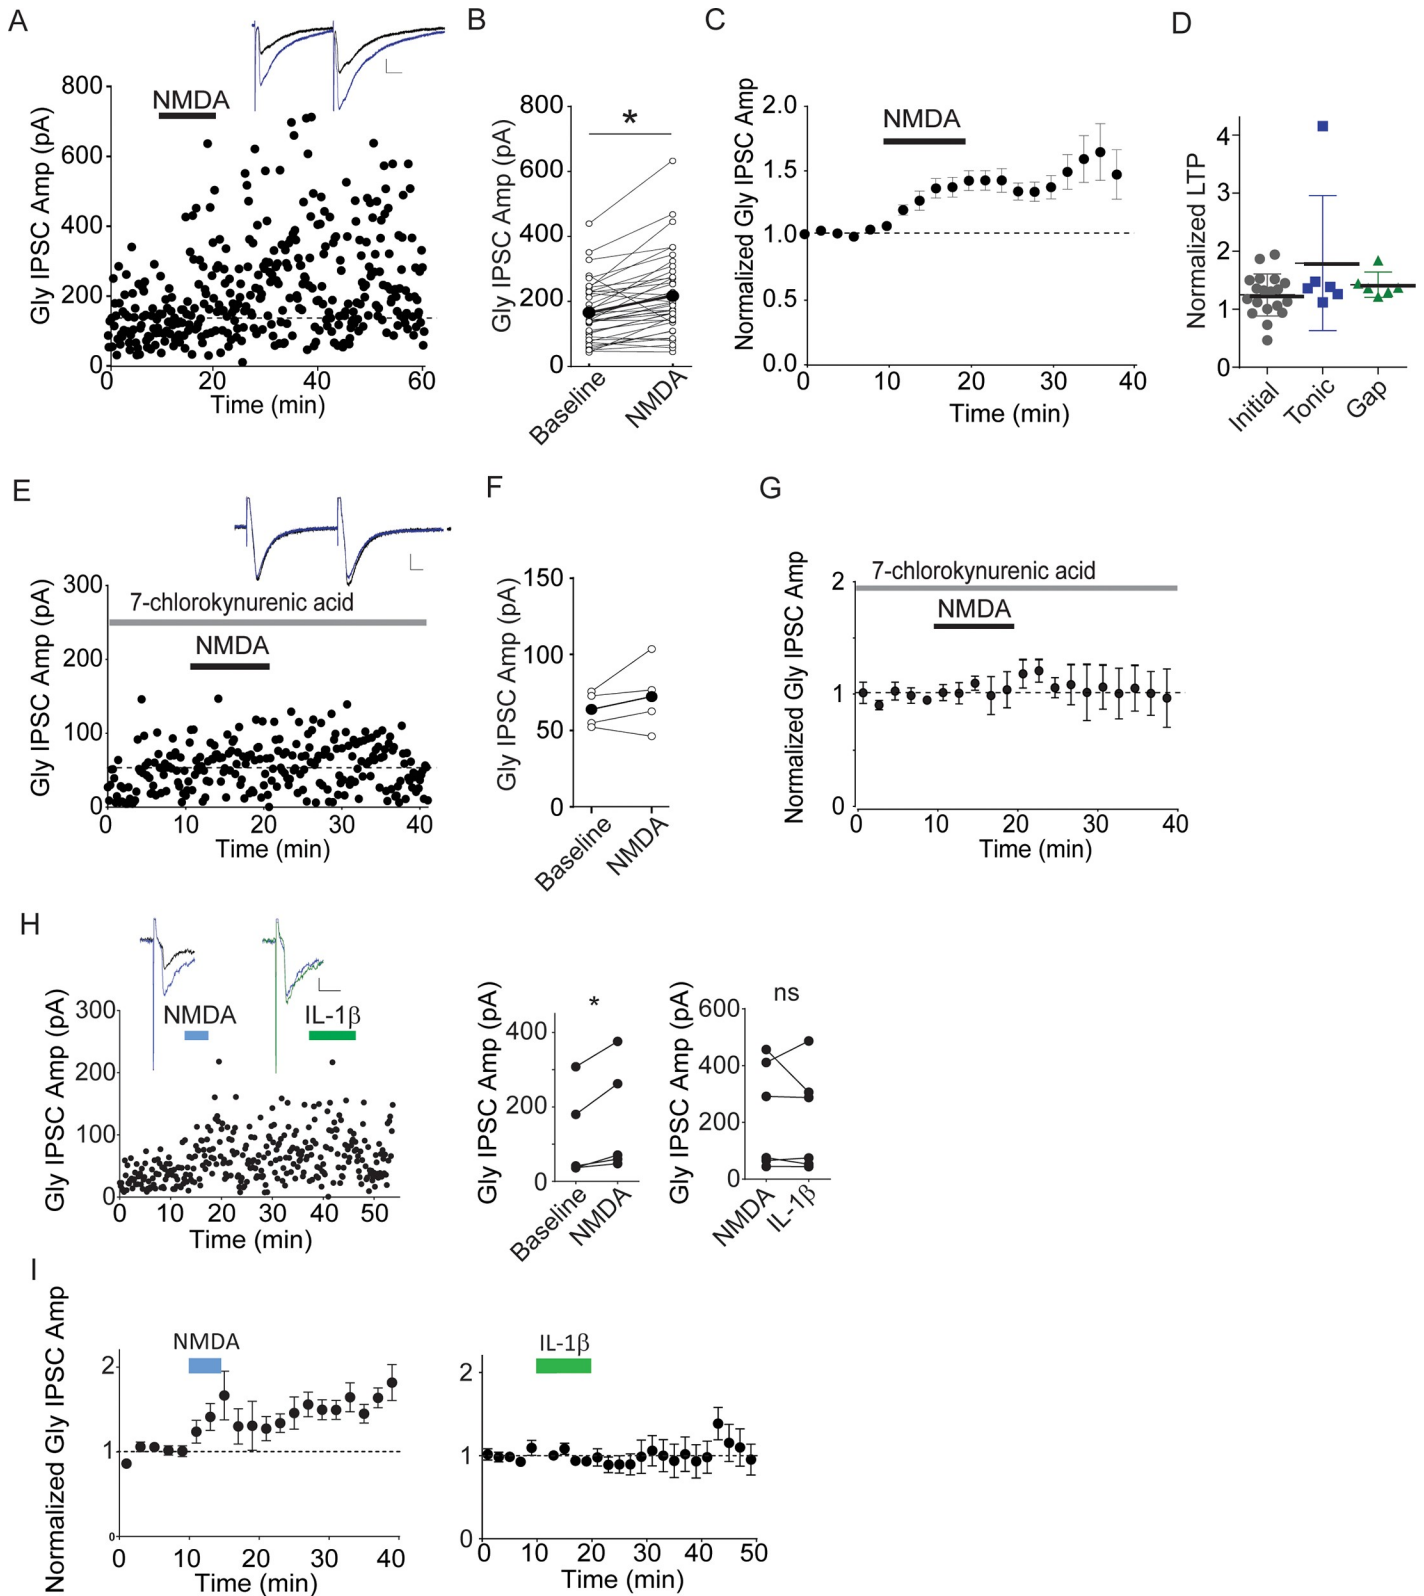 A
NMDA
Gly IPSC Amp (pA)
800
600
400
200
0
0 20 40 60
Time (min)
B
*
Gly IPSC Amp (pA)
800
600
400
200
0
Baseline
NMDA
C
NMDA
Normalized Gly IPSC Amp
2.0
1.5
1.0
0.5
0.0
0 10 20 30 40
Time (min)
D
Normalized LTP
4
3
2
1
0
Initial
Tonic
Gap
E
7-chlorokynurenic acid
NMDA
Gly IPSC Amp (pA)
300
200
100
0
0 10 20 30 40
Time (min)
F
Gly IPSC Amp (pA)
150
100
50
0
Baseline
NMDA
G
7-chlorokynurenic acid
NMDA
Normalized Gly IPSC Amp
2
1
0
0 10 20 30 40
Time (min)
H
NMDA
IL-1β
Gly IPSC Amp (pA)
300
200
100
0
0 10 20 30 40 50
Time (min)
*
Gly IPSC Amp (pA)
400
200
0
Baseline
NMDA
ns
Gly IPSC Amp (pA)
600
400
200
0
NMDA
IL-1β
I
NMDA
Normalized Gly IPSC Amp
2
1
0
0 10 20 30 40
Time (min)
IL-1β
2
1
0
0 10 20 30 40 50
Time (min)